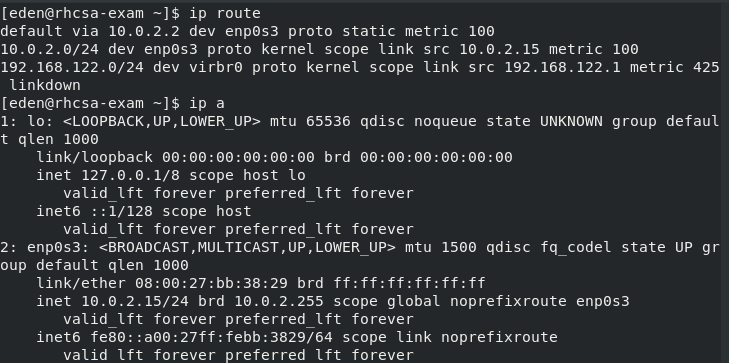 [eden@rhcsa-exam ~]$ ip route
default via 10.0.2.2 dev enp0s3 proto static metric 100
10.0.2.0/24 dev enp0s3 proto kernel scope link src 10.0.2.15 metric 100
192.168.122.0/24 dev virbr0 proto kernel scope link src 192.168.122.1 metric 425
 linkdown
[eden@rhcsa-exam ~]$ ip a
1: lo: <LOOPBACK,UP,LOWER_UP> mtu 65536 qdisc noqueue state UNKNOWN group defaul
t qlen 1000
    link/loopback 00:00:00:00:00:00 brd 00:00:00:00:00:00
    inet 127.0.0.1/8 scope host lo
       valid_lft forever preferred_lft forever
    inet6 ::1/128 scope host
       valid_lft forever preferred_lft forever
2: enp0s3: <BROADCAST,MULTICAST,UP,LOWER_UP> mtu 1500 qdisc fq_codel state UP gr
oup default qlen 1000
    link/ether 08:00:27:bb:38:29 brd ff:ff:ff:ff:ff:ff
    inet 10.0.2.15/24 brd 10.0.2.255 scope global noprefixroute enp0s3
       valid_lft forever preferred_lft forever
    inet6 fe80::a00:27ff:febb:3829/64 scope link noprefixroute
       valid_lft forever preferred_lft forever